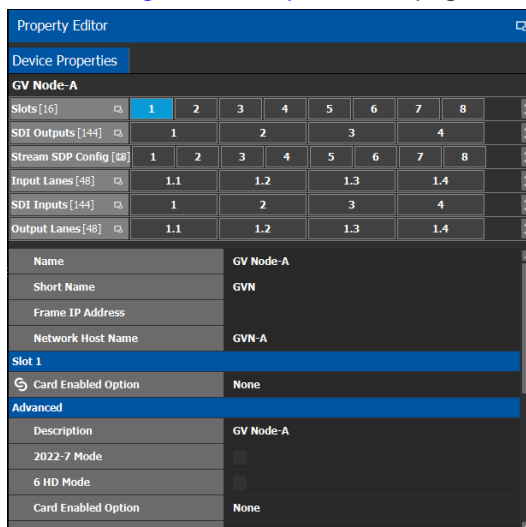 Property Editor
Device Properties
GV Node-A
Slots [16] 1 2 3 4 5 6 7 8
SDI Outputs [144] 1 2 3 4
Stream SDP Config 1 2 3 4 5 6 7 8
Input Lanes [48] 1.1 1.2 1.3 1.4
SDI Inputs [144] 1 2 3 4
Output Lanes [48] 1.1 1.2 1.3 1.4
Name GV Node-A
Short Name GVN
Frame IP Address
Network Host Name GVN-A
Slot 1
Card Enabled Option None
Advanced
Description GV Node-A
2022-7 Mode
6 HD Mode
Card Enabled Option None